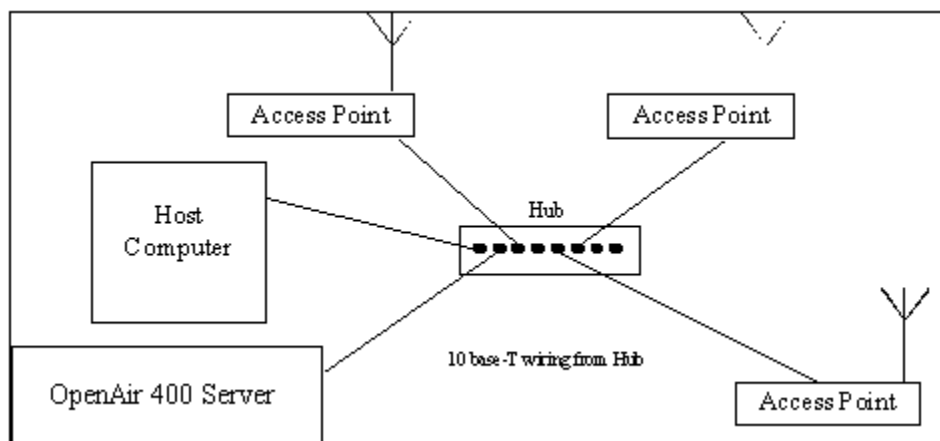 Access Point
Access Point
Host
Computer
Hub
10 base-T wiring from Hub
OpenAir 400 Server
Access Point